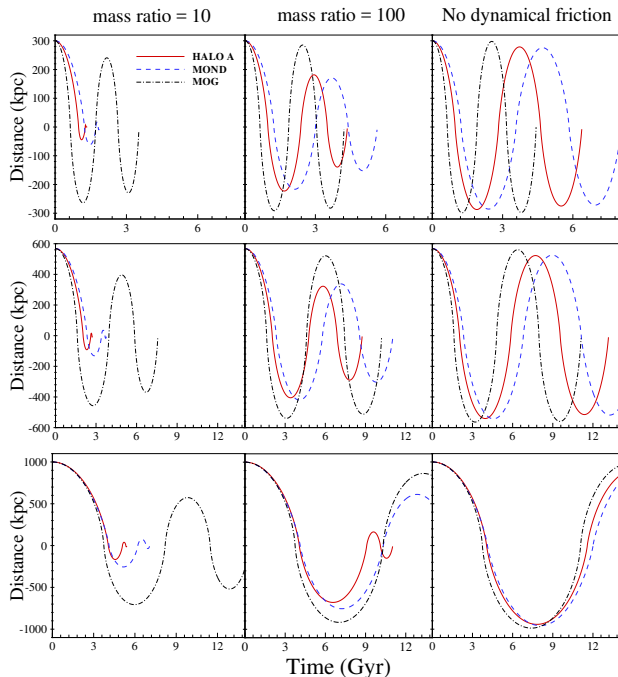 mass ratio = 10 mass ratio = 100 No dynamical friction
300
200
100
0
-100
-200
-300
Distance (kpc)
HALO A
MOND
MOG
0 3 6 0 3 6 0 3 6
600
400
200
0
-200
-400
-600
Distance (kpc)
0 3 6 9 12 0 3 6 9 12 0 3 6 9 12
1000
500
0
-500
-1000
Distance (kpc)
0 3 6 9 12 0 3 6 9 12 0 3 6 9 12
Time (Gyr)